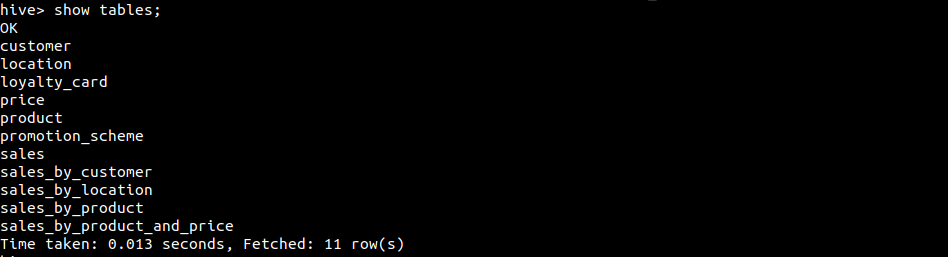 hive> show tables;
OK
customer
location
loyalty_card
price
product
promotion_scheme
sales
sales_by_customer
sales_by_location
sales_by_product
sales_by_product_and_price
Time taken: 0.013 seconds, Fetched: 11 row(s)